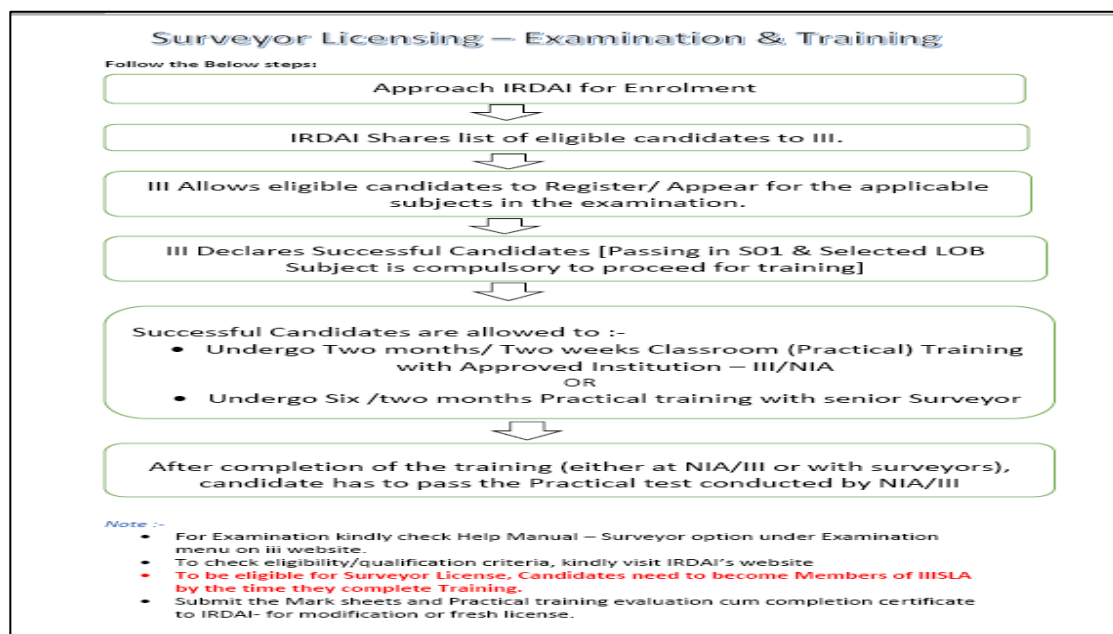 Surveyor Licensing – Examination & Training
Follow the Below steps:
Approach IRDAI for Enrolment
IRDAI Shares list of eligible candidates to III.
III Allows eligible candidates to Register/ Appear for the applicable
subjects in the examination.
III Declares Successful Candidates [Passing in S01 & Selected LOB
Subject is compulsory to proceed for training]
Successful Candidates are allowed to :-
• Undergo Two months/ Two weeks Classroom (Practical) Training
with Approved Institution – III/NIA
OR
• Undergo Six /two months Practical training with senior Surveyor
After completion of the training (either at NIA/III or with surveyors),
candidate has to pass the Practical test conducted by NIA/III
Note :-
• For Examination kindly check Help Manual – Surveyor option under Examination
menu on iii website.
• To check eligibility/qualification criteria, kindly visit IRDAI's website
• To be eligible for Surveyor License, Candidates need to become Members of IIISLA
by the time they complete Training.
• Submit the Mark sheets and Practical training evaluation cum completion certificate
to IRDAI- for modification or fresh license.